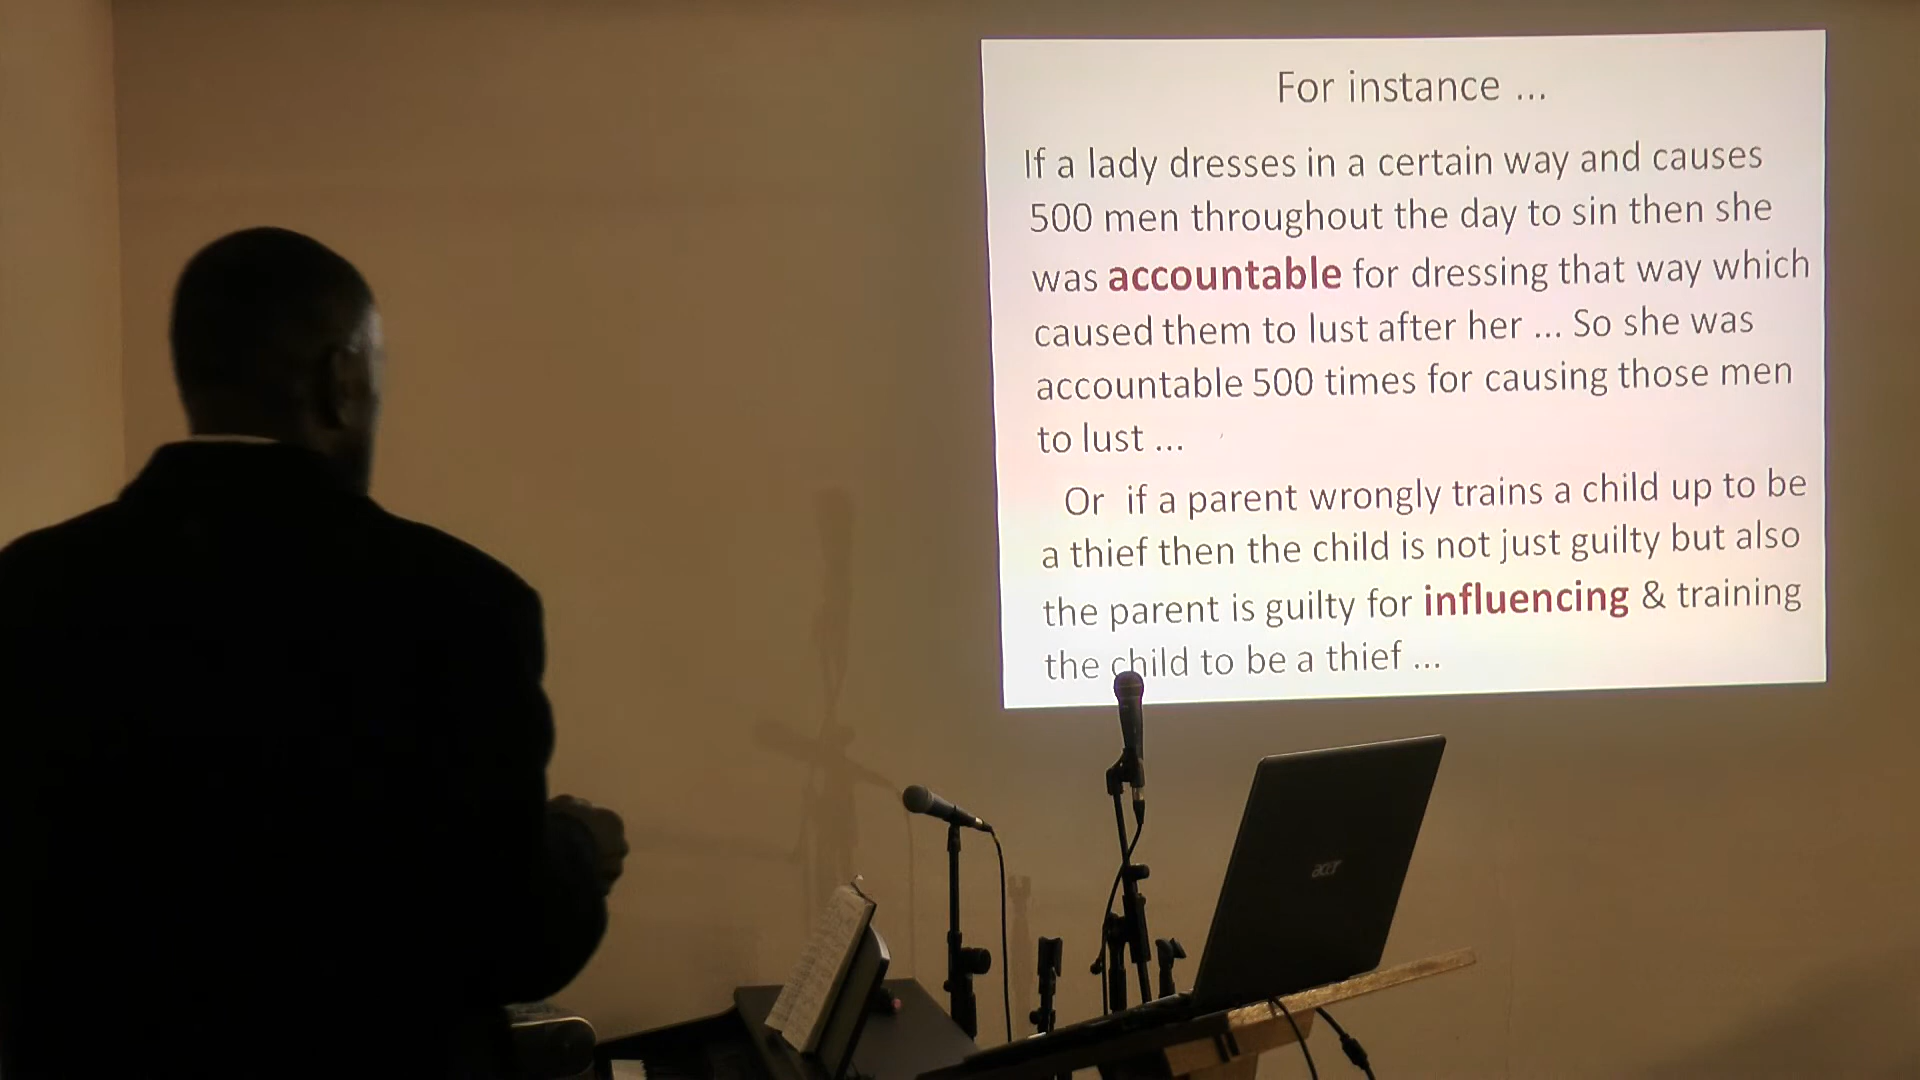 For instance ...
If a lady dresses in a certain way and causes
500 men throughout the day to sin then she
was accountable for dressing that way which
caused them to lust after her ... So she was
accountable 500 times for causing those men
to lust ...
Or if a parent wrongly trains a child up to be
a thief then the child is not just guilty but also
the parent is guilty for influencing & training
the child to be a thief ...
acer